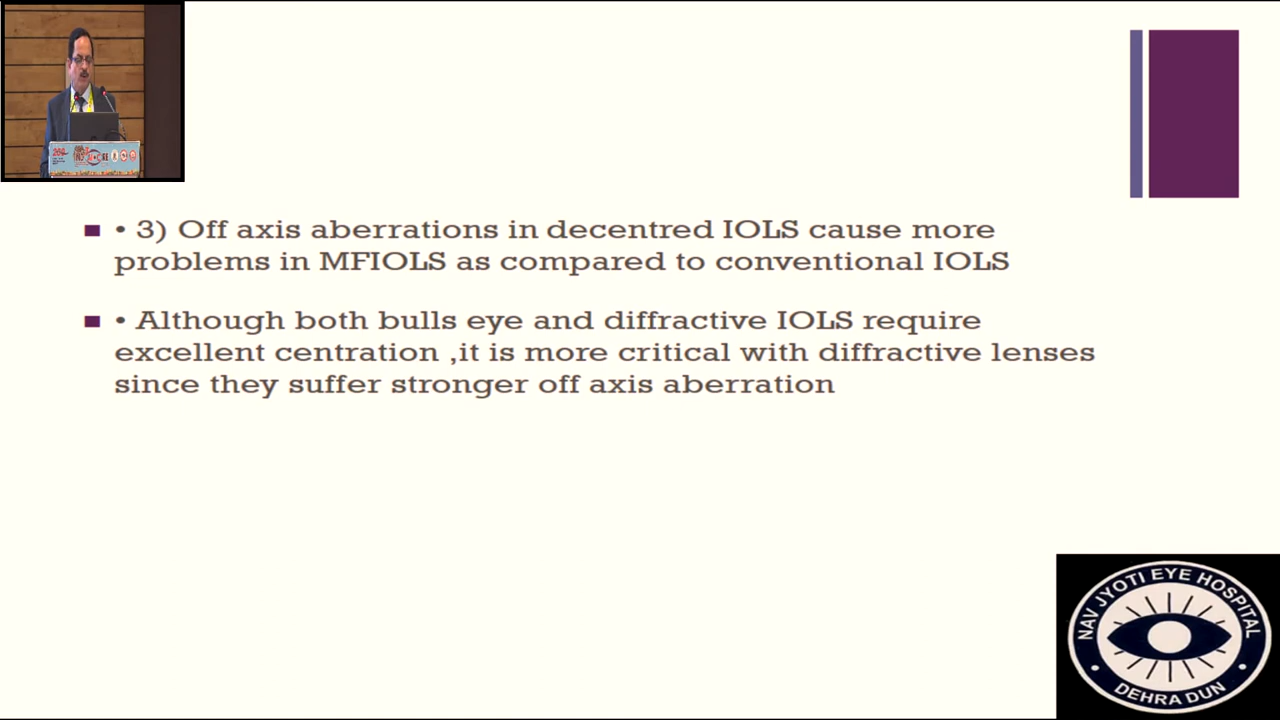 • 3) Off axis aberrations in decentred IOLS cause more
problems in MFIOLS as compared to conventional IOLS
• Although both bulls eye and diffractive IOLS require
excellent centration ,it is more critical with diffractive lenses
since they suffer stronger off axis aberration
NAV JYOTI EYE HOSPITAL
• DEHRA DUN •